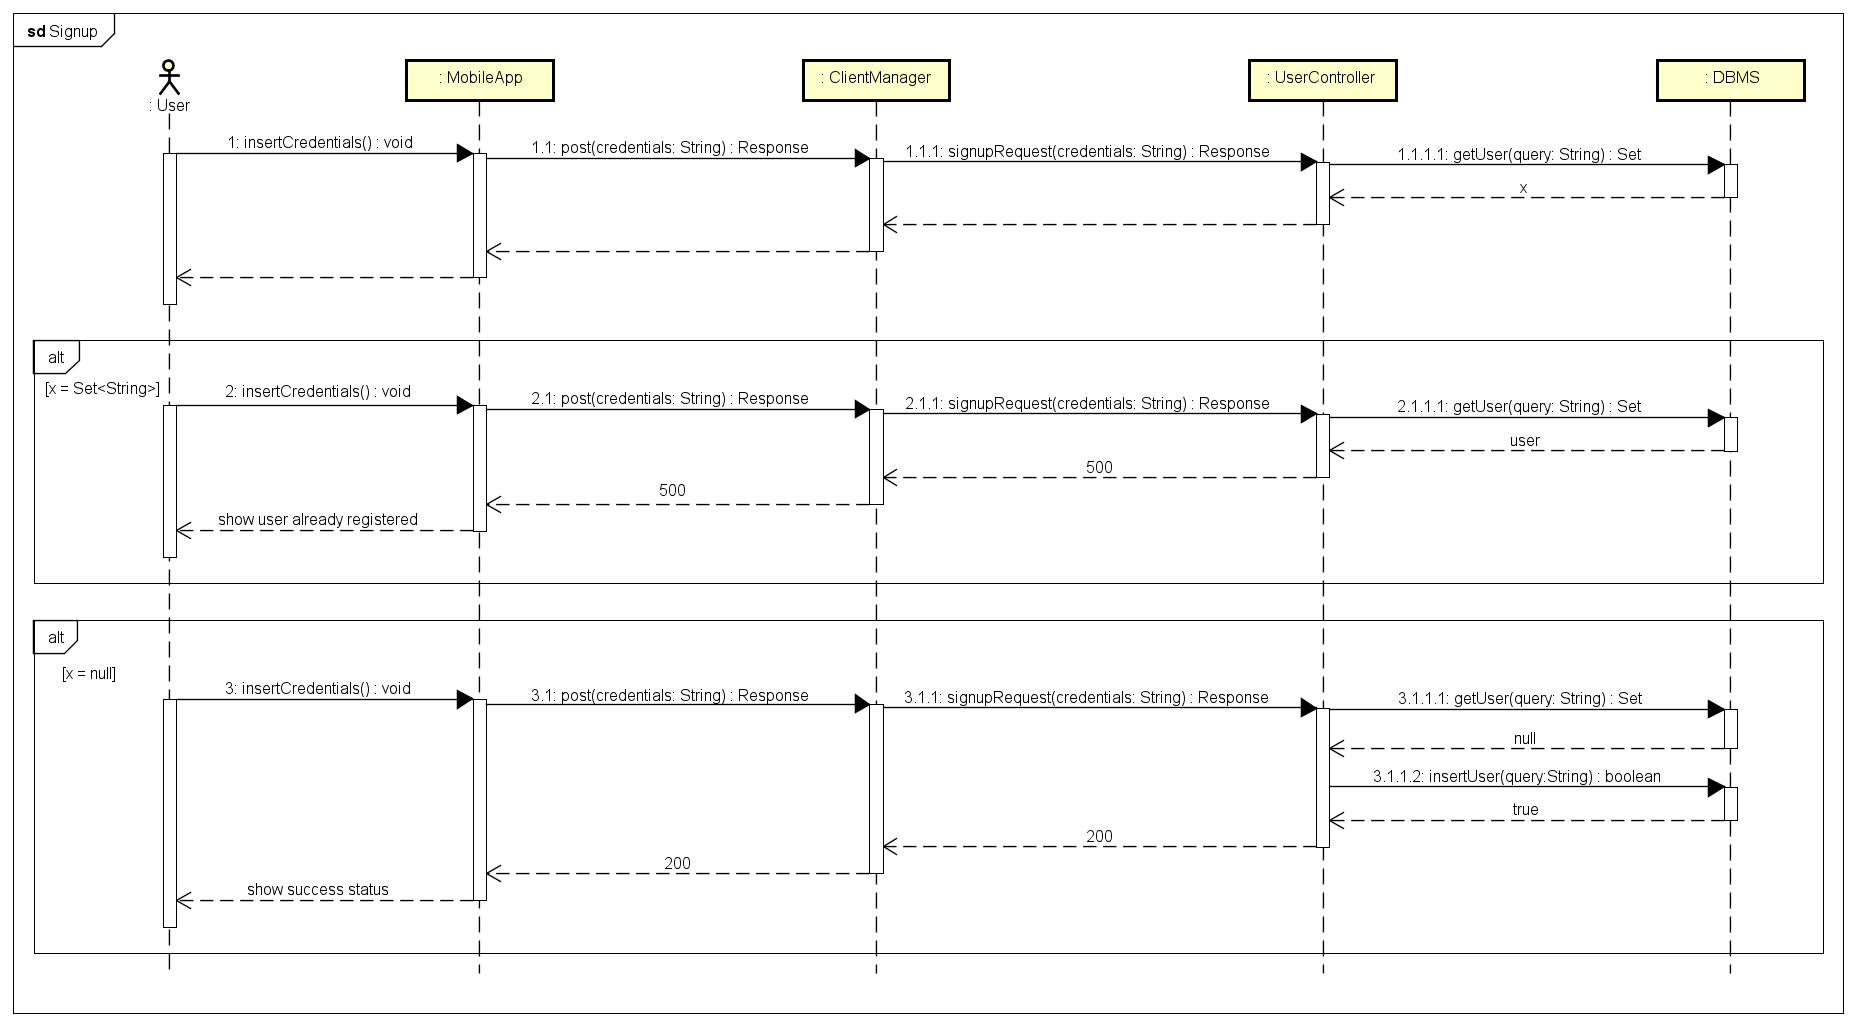 sd Signup
: User
: MobileApp
: ClientManager
: UserController
: DBMS
1: insertCredentials() : void
1.1: post(credentials: String) : Response
1.1.1: signupRequest(credentials: String) : Response
1.1.1.1: getUser(query: String) : Set
x
alt
[x = Set<String>]
2: insertCredentials() : void
2.1: post(credentials: String) : Response
2.1.1: signupRequest(credentials: String) : Response
2.1.1.1: getUser(query: String) : Set
user
500
500
show user already registered
alt
[x = null]
3: insertCredentials() : void
3.1: post(credentials: String) : Response
3.1.1: signupRequest(credentials: String) : Response
3.1.1.1: getUser(query: String) : Set
null
3.1.1.2: insertUser(query:String) : boolean
true
200
200
show success status